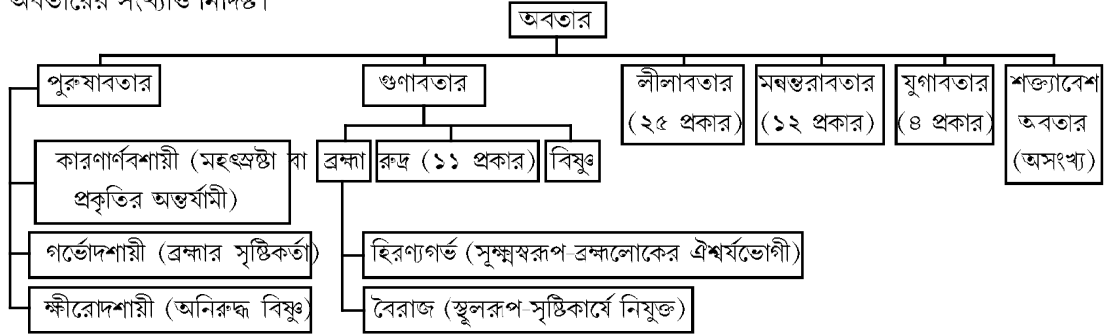 অবতারের সংখ্যাও নির্দিষ্ট।
অবতার
পুরুষাবতার
গুণাবতার
লীলাবতার
(২৫ প্রকার)
মন্বন্তরাবতার
(১২ প্রকার)
যুগাবতার
(৪ প্রকার)
শক্ত্যাবেশ
অবতার
(অসংখ্য)
কারণার্ণবশায়ী (মহৎস্রষ্টা বা
প্রকৃতির অন্তর্যামী)
ব্রহ্মা
রুদ্র (১১ প্রকার)
বিষ্ণু
গর্ভোদশায়ী (ব্রহ্মার সৃষ্টিকর্তা)
হিরণ্যগর্ভ (সূক্ষ্মস্বরূপ-ব্রহ্মলোকের ঐশ্বর্যভোগী)
ক্ষীরোদশায়ী (অনিরুদ্ধ বিষ্ণু)
বৈরাজ (স্থূলরূপ-সৃষ্টিকার্যে নিযুক্ত)